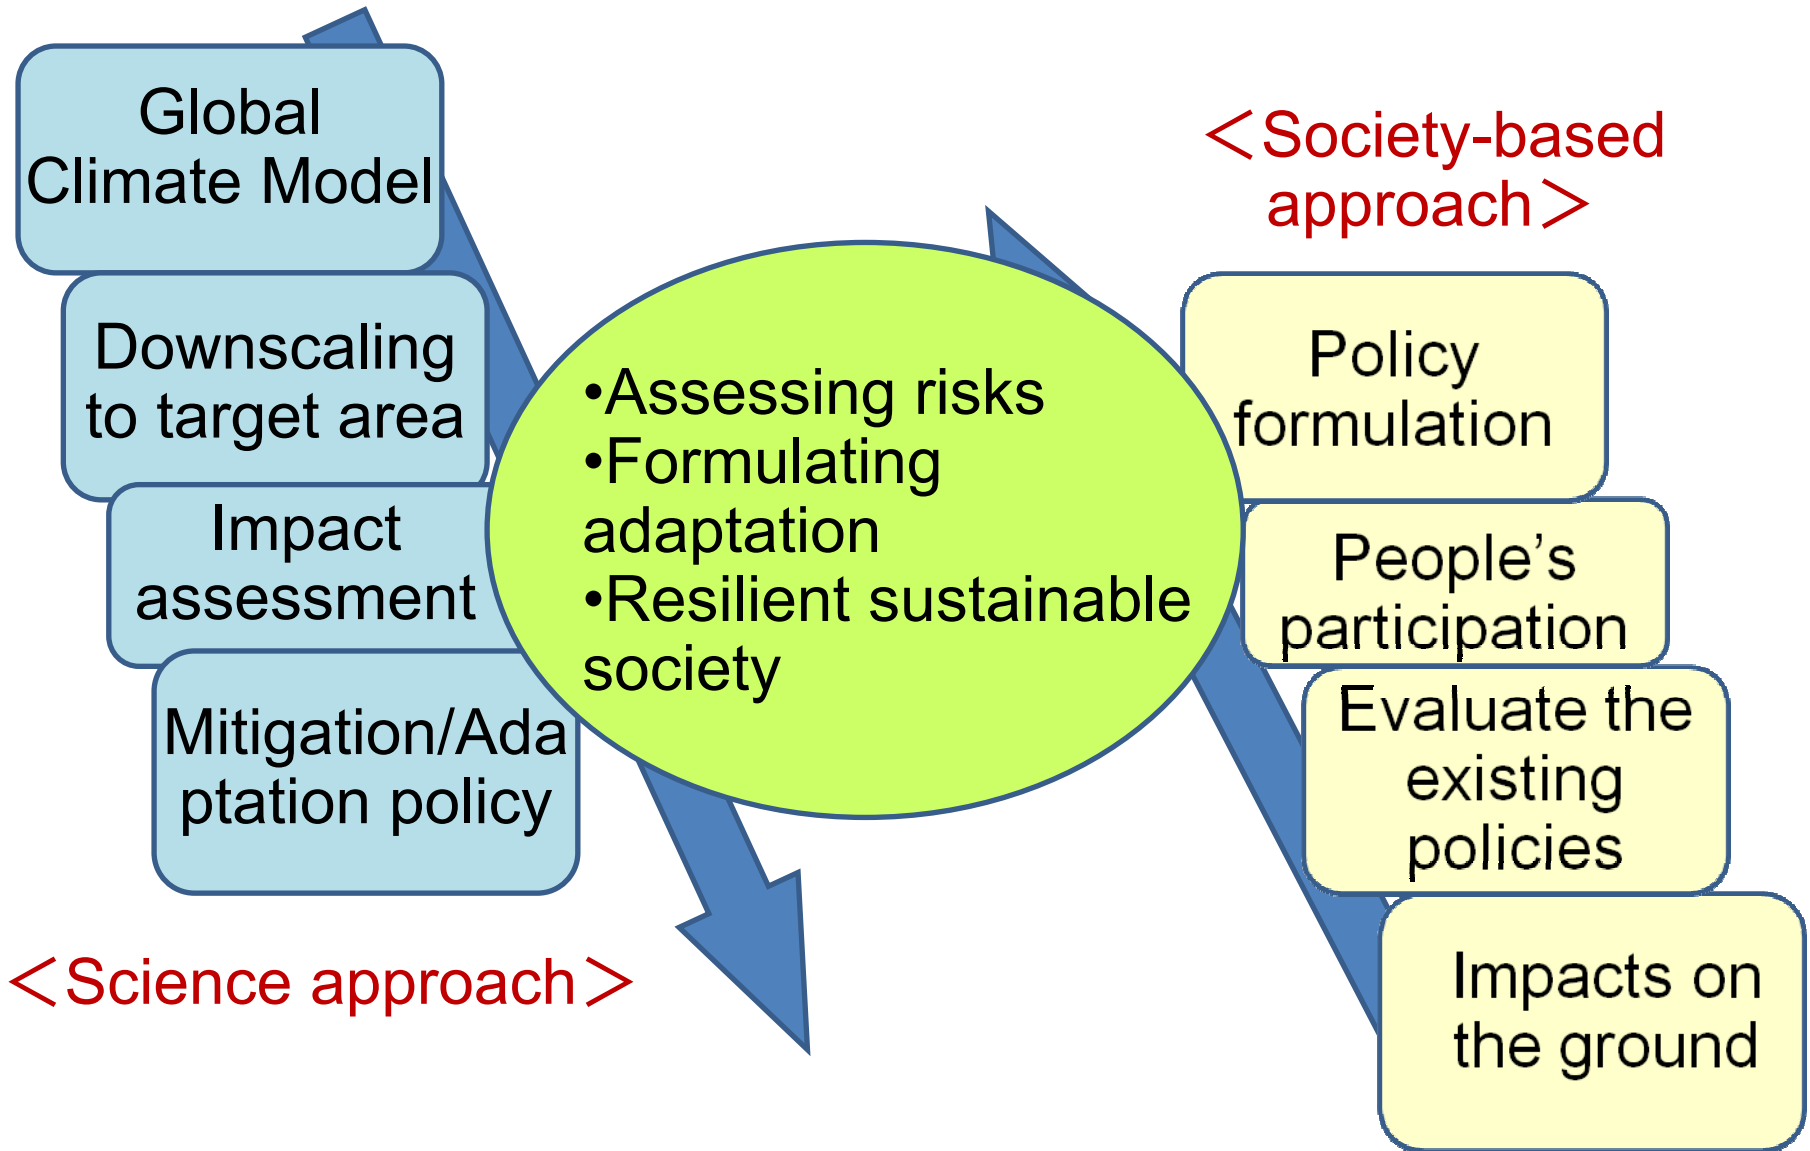 Global
Climate Model
Downscaling
to target area
Impact
assessment
Mitigation/Ada
ptation policy
＜Science approach＞
•Assessing risks
•Formulating
adaptation
•Resilient sustainable
society
＜Society-based
approach＞
Policy
formulation
People’s
participation
Evaluate the
existing
policies
Impacts on
the ground